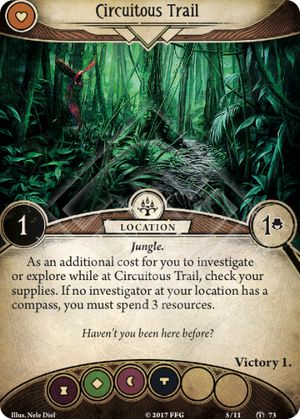 Circuitous Trail
1
LOCATION
1
Jungle.
As an additional cost for you to investigate
or explore while at Circuitous Trail, check your
supplies. If no investigator at your location has a
compass, you must spend 3 resources.
Haven't you been here before?
Victory 1.
Illus. Nele Diel
© 2017 FFG
5/11
73